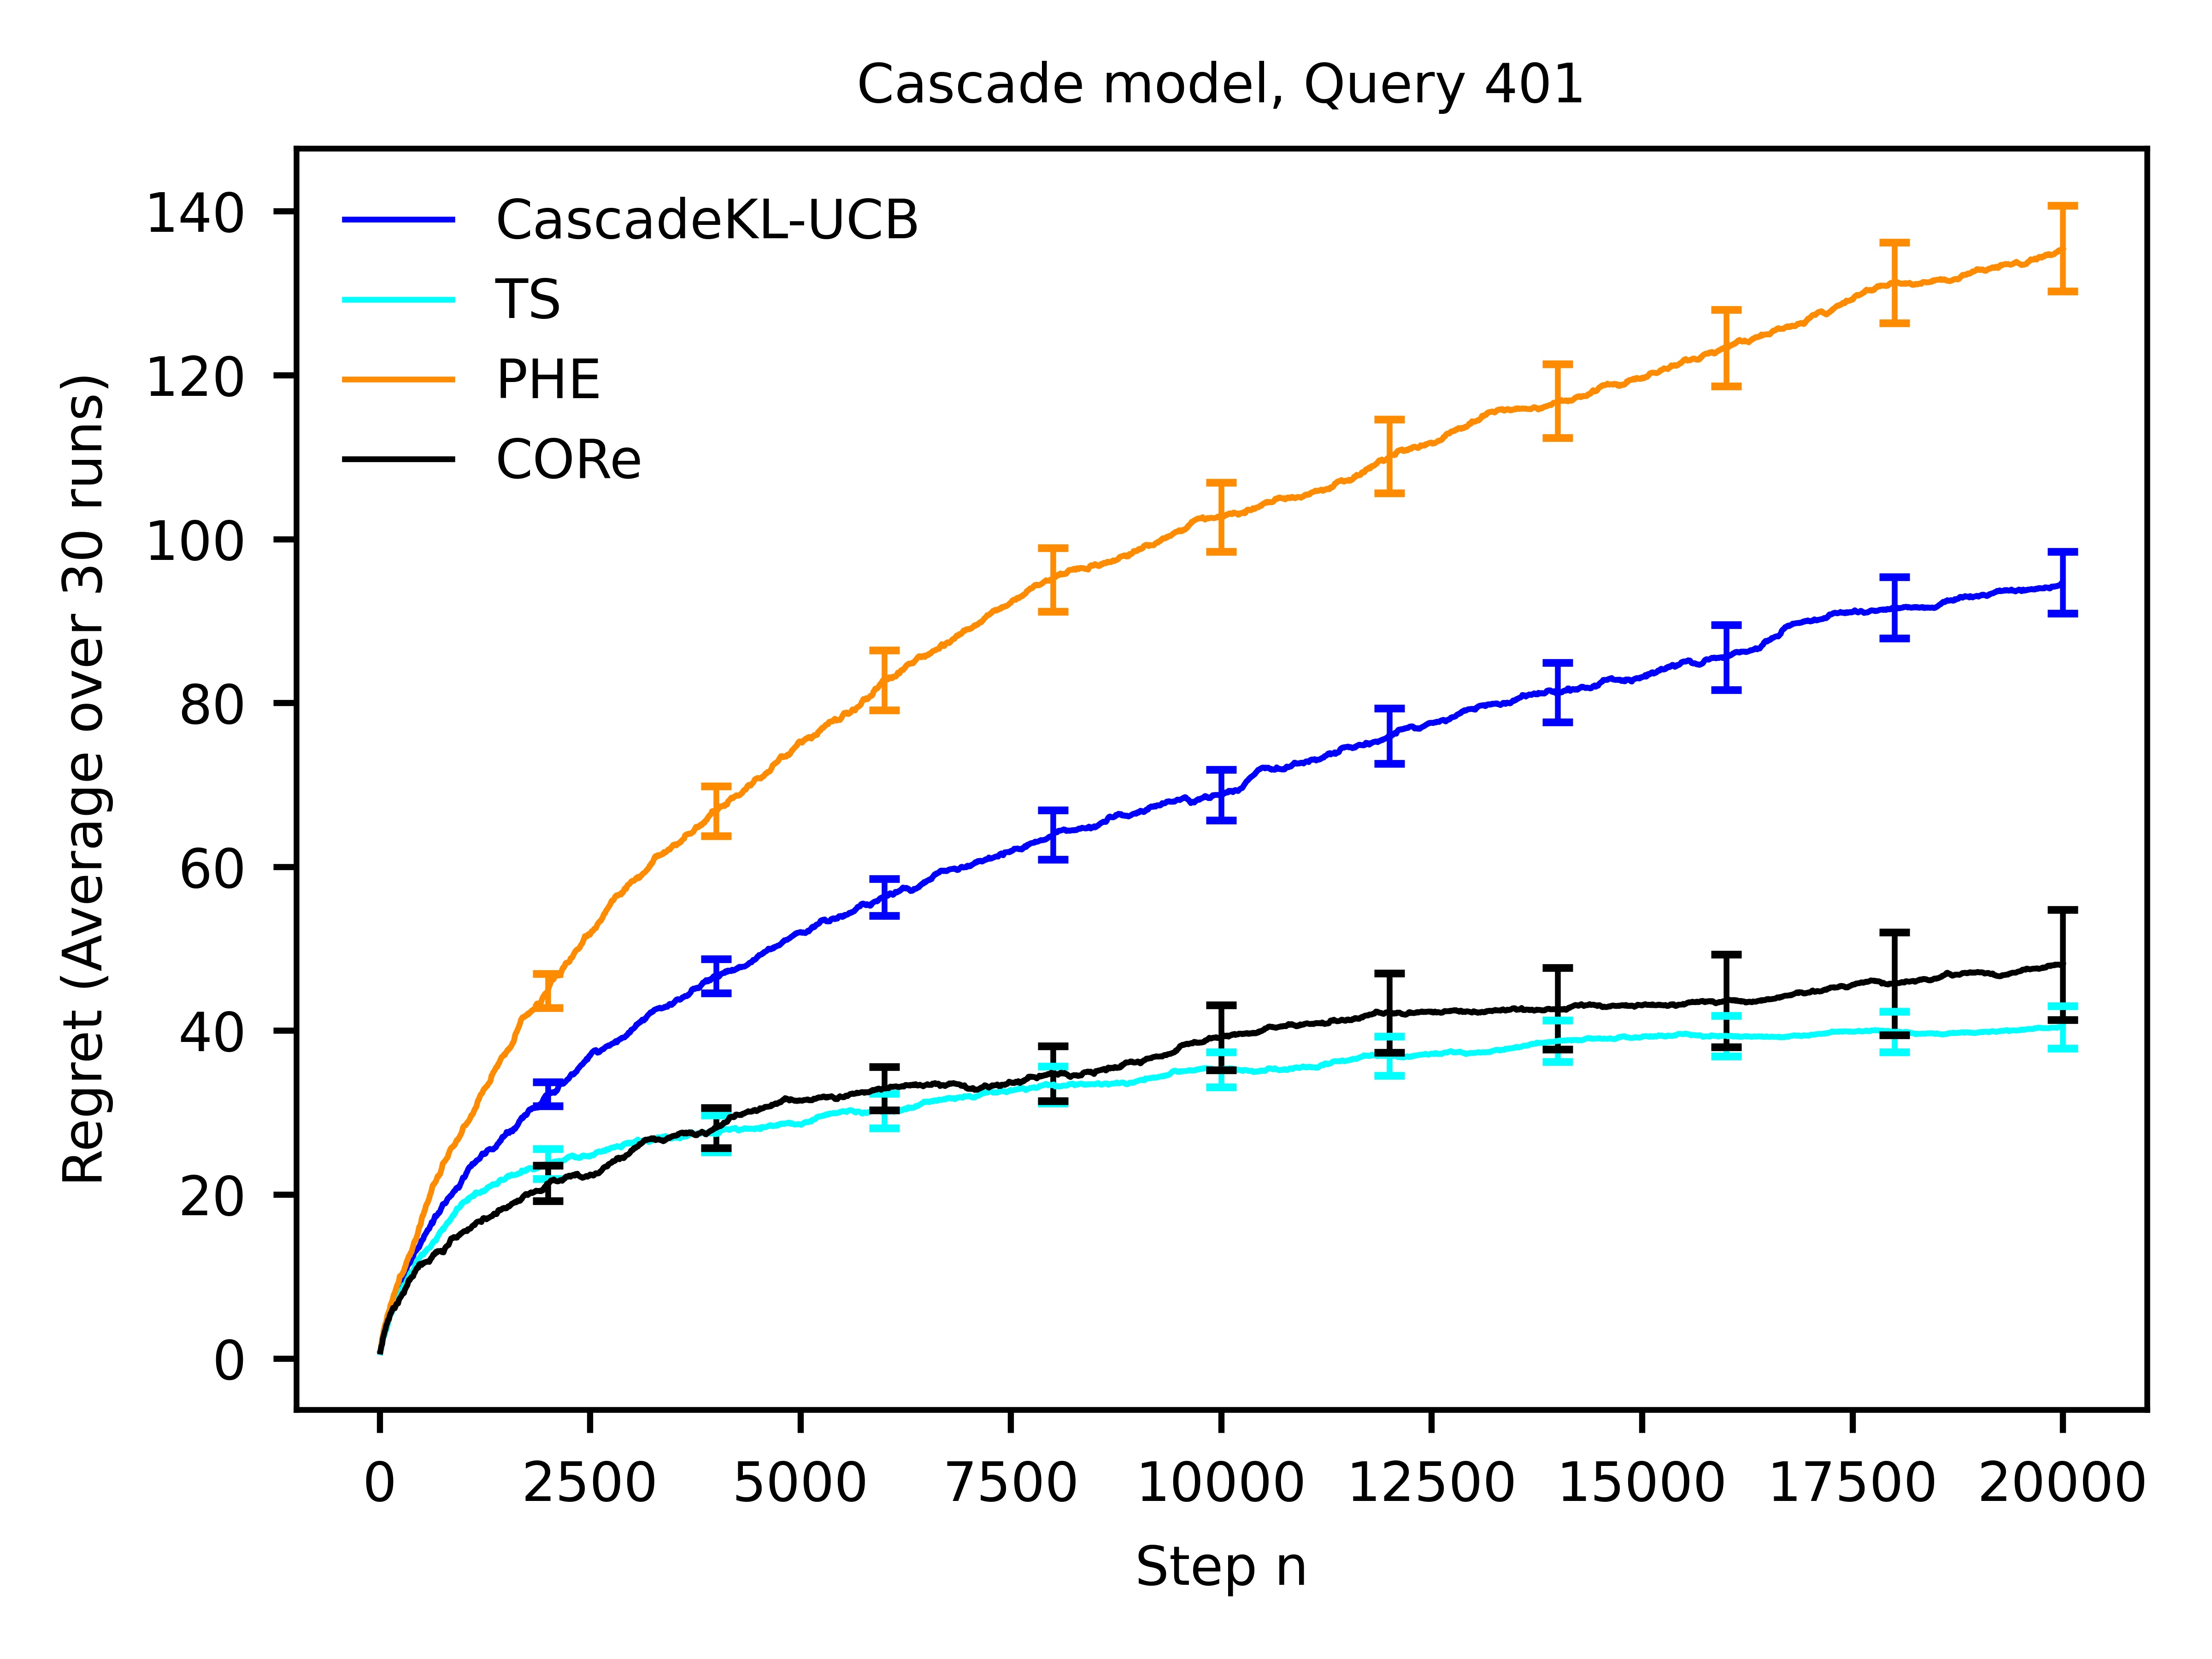 Cascade model, Query 401
CascadeKL-UCB
TS
PHE
CORe
Regret (Average over 30 runs)
140
120
100
80
60
40
20
0
0 2500 5000 7500 10000 12500 15000 17500 20000
Step n